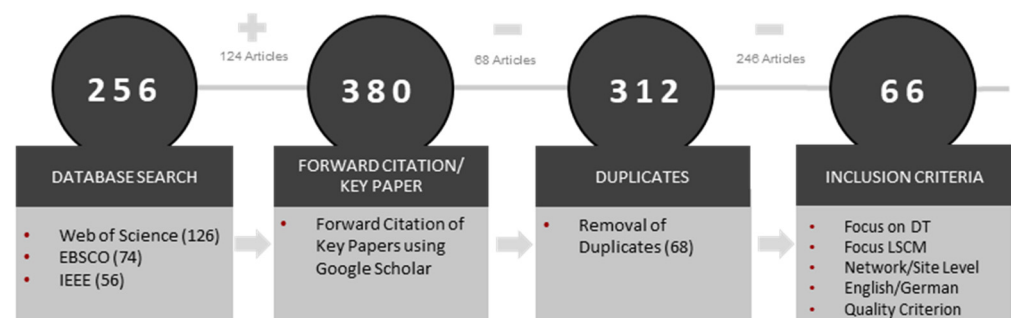 124 Articles
68 Articles
246 Articles
256
380
312
66
DATABASE SEARCH
FORWARD CITATION/
KEY PAPER
DUPLICATES
INCLUSION CRITERIA
• Web of Science (126)
• EBSCO (74)
• IEEE (56)
• Forward Citation of
Key Papers using
Google Scholar
• Removal of
Duplicates (68)
• Focus on DT
• Focus LSCM
• Network/Site Level
• English/German
• Quality Criterion